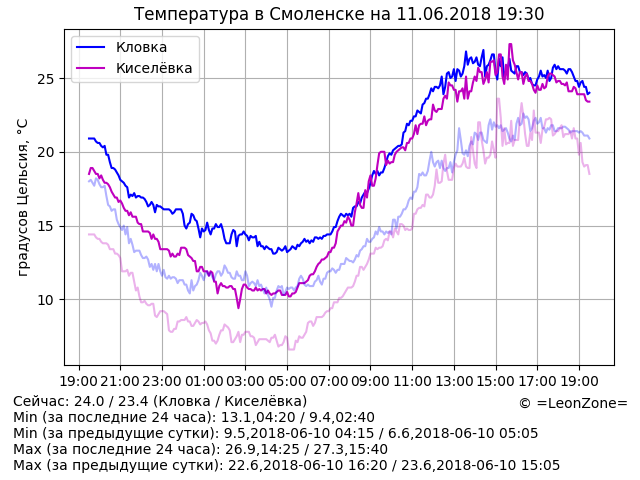 Температура в Смоленске на 11.06.2018 19:30
Кловка
Киселёвка
градусов Цельсия, °C
25
20
15
10
19:00 21:00 23:00 01:00 03:00 05:00 07:00 09:00 11:00 13:00 15:00 17:00 19:00
Сейчас: 24.0 / 23.4 (Кловка / Киселёвка)
© =LeonZone=
Min (за последние 24 часа): 13.1,04:20 / 9.4,02:40
Min (за предыдущие сутки): 9.5,2018-06-10 04:15 / 6.6,2018-06-10 05:05
Max (за последние 24 часа): 26.9,14:25 / 27.3,15:40
Max (за предыдущие сутки): 22.6,2018-06-10 16:20 / 23.6,2018-06-10 15:05